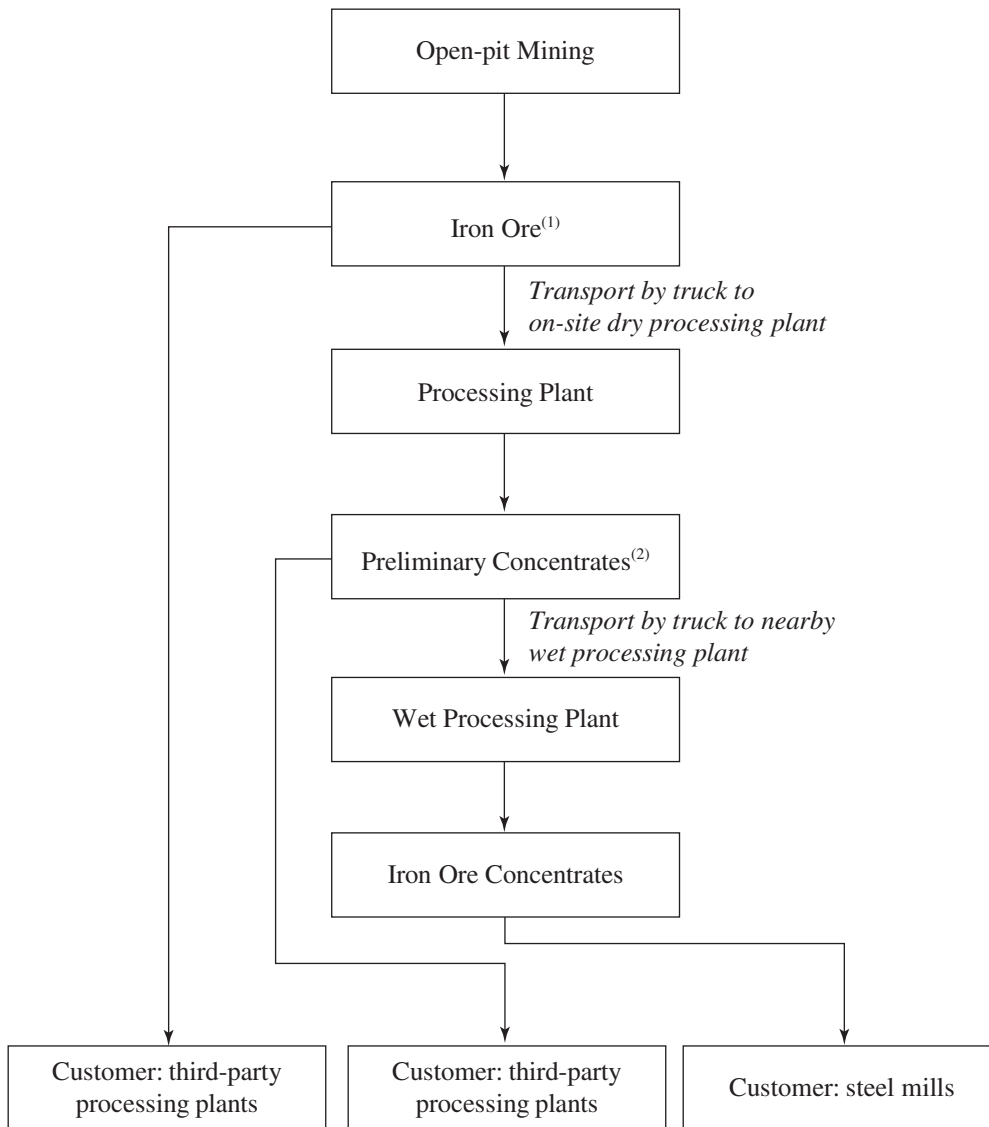 Open-pit Mining
Iron Ore(1)
Transport by truck to
on-site dry processing plant
Processing Plant
Preliminary Concentrates(2)
Transport by truck to nearby
wet processing plant
Wet Processing Plant
Iron Ore Concentrates
Customer: third-party
processing plants
Customer: third-party
processing plants
Customer: steel mills